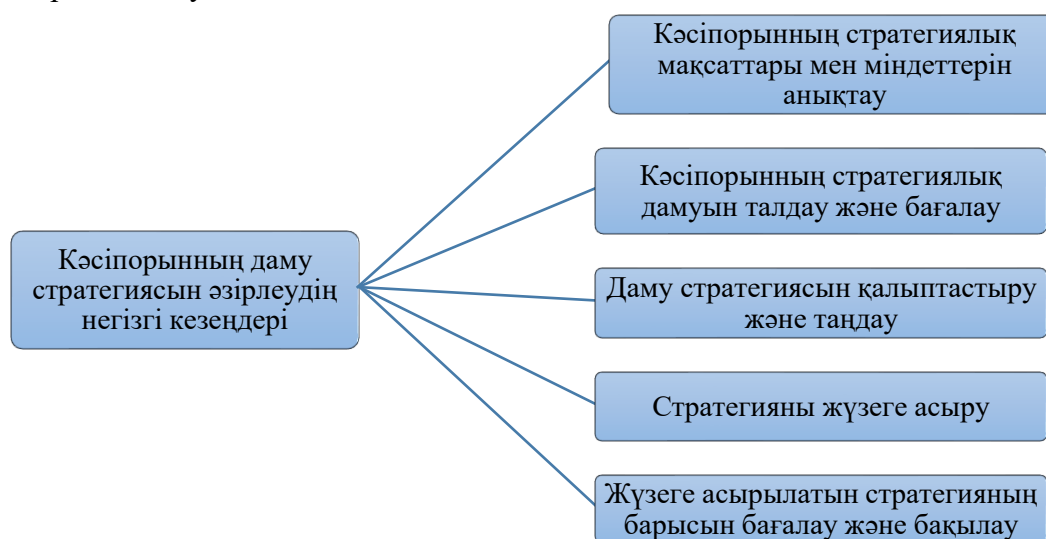 Кәсіпорынның стратегиялық
мақсаттары мен міндеттерін
анықтау
Кәсіпорынның стратегиялық
дамуын талдау және бағалау
Кәсіпорынның даму
стратегиясын әзірлеудің
негізгі кезеңдері
Даму стратегиясын қалыптастыру
және таңдау
Стратегияны жүзеге асыру
Жүзеге асырылатын стратегияның
барысын бағалау және бақылау